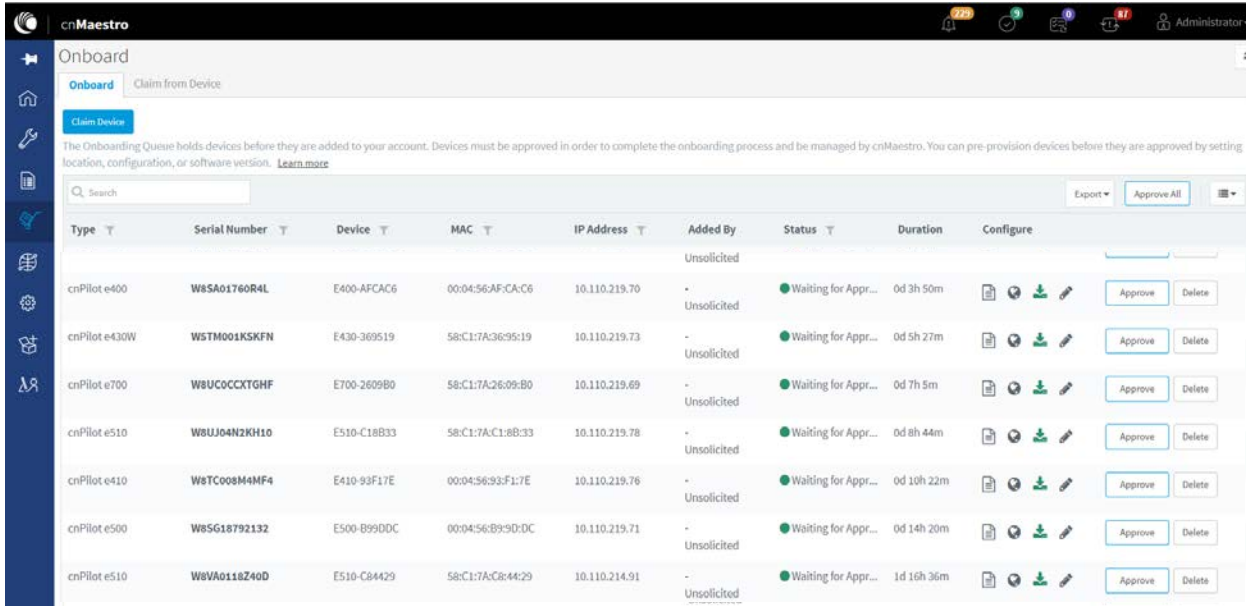 229 9 0 87
cnMaestro Administrator
Onboard
Onboard Claim from Device
Claim Device
The Onboarding Queue holds devices before they are added to your account. Devices must be approved in order to complete the onboarding process and be managed by cnMaestro. You can pre-provision devices before they are approved by setting
location, configuration, or software version. Learn more
Search Export Approve All
Type Serial Number Device MAC IP Address Added By Status Duration Configure
Unsolicited
cnPilot e400 W8SA01760R4L E400-AFCAC6 00:04:56:AF:CA:C6 10.110.219.70 - Waiting for Appr... 0d 3h 50m Approve Delete
Unsolicited
cnPilot e430W W5TM001KSKFN E430-369519 58:C1:7A:36:95:19 10.110.219.73 - Waiting for Appr... 0d 5h 27m Approve Delete
Unsolicited
cnPilot e700 W8UC0CCXTGHF E700-2609B0 58:C1:7A:26:09:B0 10.110.219.69 - Waiting for Appr... 0d 7h 5m Approve Delete
Unsolicited
cnPilot e510 W8UJ04N2KH10 E510-C18B33 58:C1:7A:C1:8B:33 10.110.219.78 - Waiting for Appr... 0d 8h 44m Approve Delete
Unsolicited
cnPilot e410 W8TC008M4MF4 E410-93F17E 00:04:56:93:F1:7E 10.110.219.76 - Waiting for Appr... 0d 10h 22m Approve Delete
Unsolicited
cnPilot e500 W8SG18792132 E500-B99DDC 00:04:56:B9:9D:DC 10.110.219.71 - Waiting for Appr... 0d 14h 20m Approve Delete
Unsolicited
cnPilot e510 W8VA0118Z40D E510-C84429 58:C1:7A:C8:44:29 10.110.214.91 - Waiting for Appr... 1d 16h 36m Approve Delete
Unsolicited